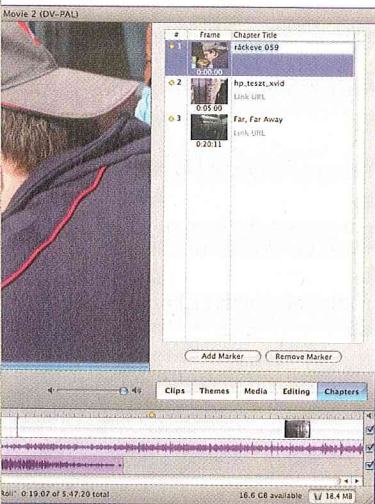 Movie 2 (DV-PAL)
# Frame Chapter Title
1 ráckeve 059
0:00:00
2 hp_teszt_xvid
Link URL
0:05:00
3 Far, Far Away
Link URL
0:20:11
Add Marker Remove Marker
Clips Themes Media Editing Chapters
Roll" 0:19:07 of 5:47:20 total 16.6 GB available 18.4 MB